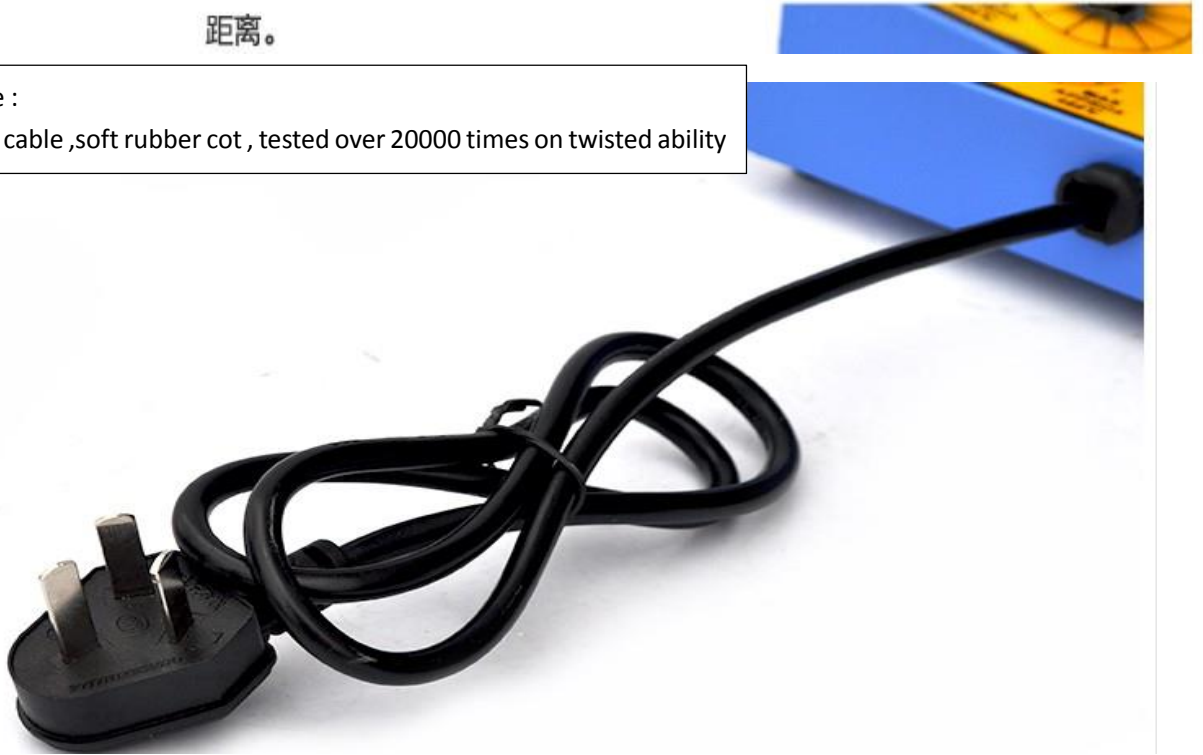 距离。
e :
cable ,soft rubber cot , tested over 20000 times on twisted ability